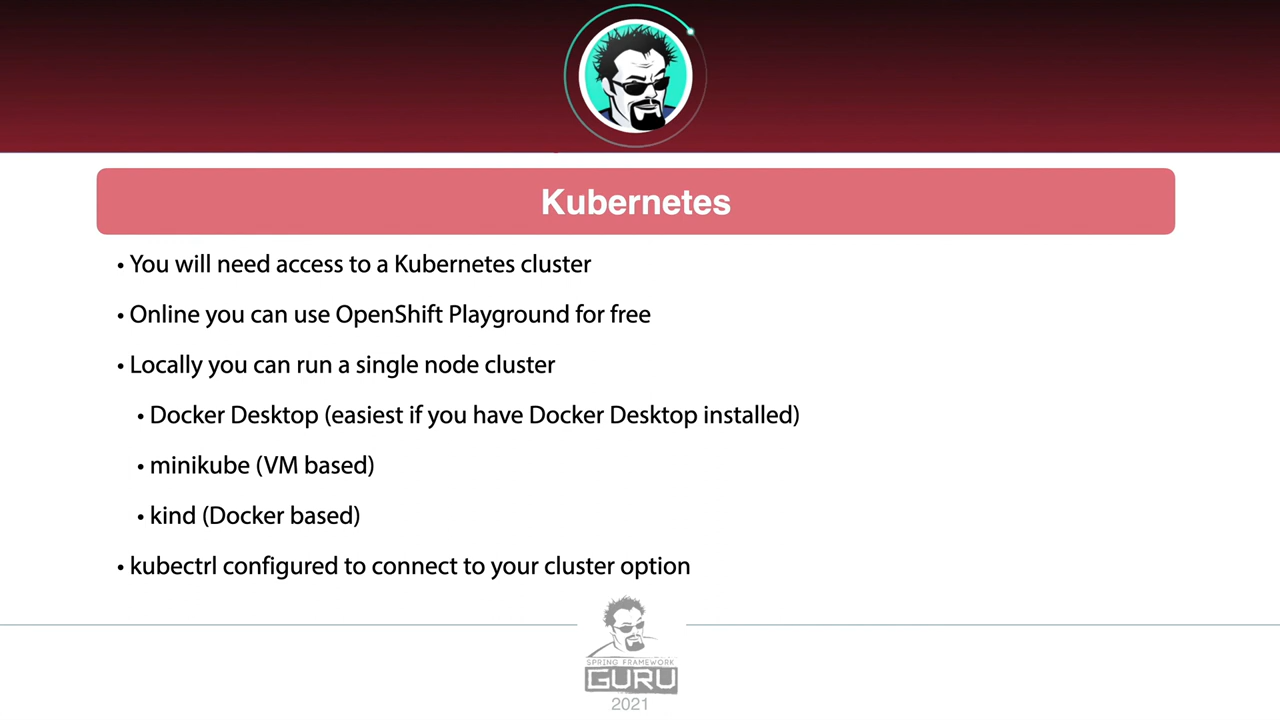 Kubernetes
• You will need access to a Kubernetes cluster
• Online you can use OpenShift Playground for free
• Locally you can run a single node cluster
• Docker Desktop (easiest if you have Docker Desktop installed)
• minikube (VM based)
• kind (Docker based)
• kubectrl configured to connect to your cluster option
SPRING FRAMEWORK
GURU
2021